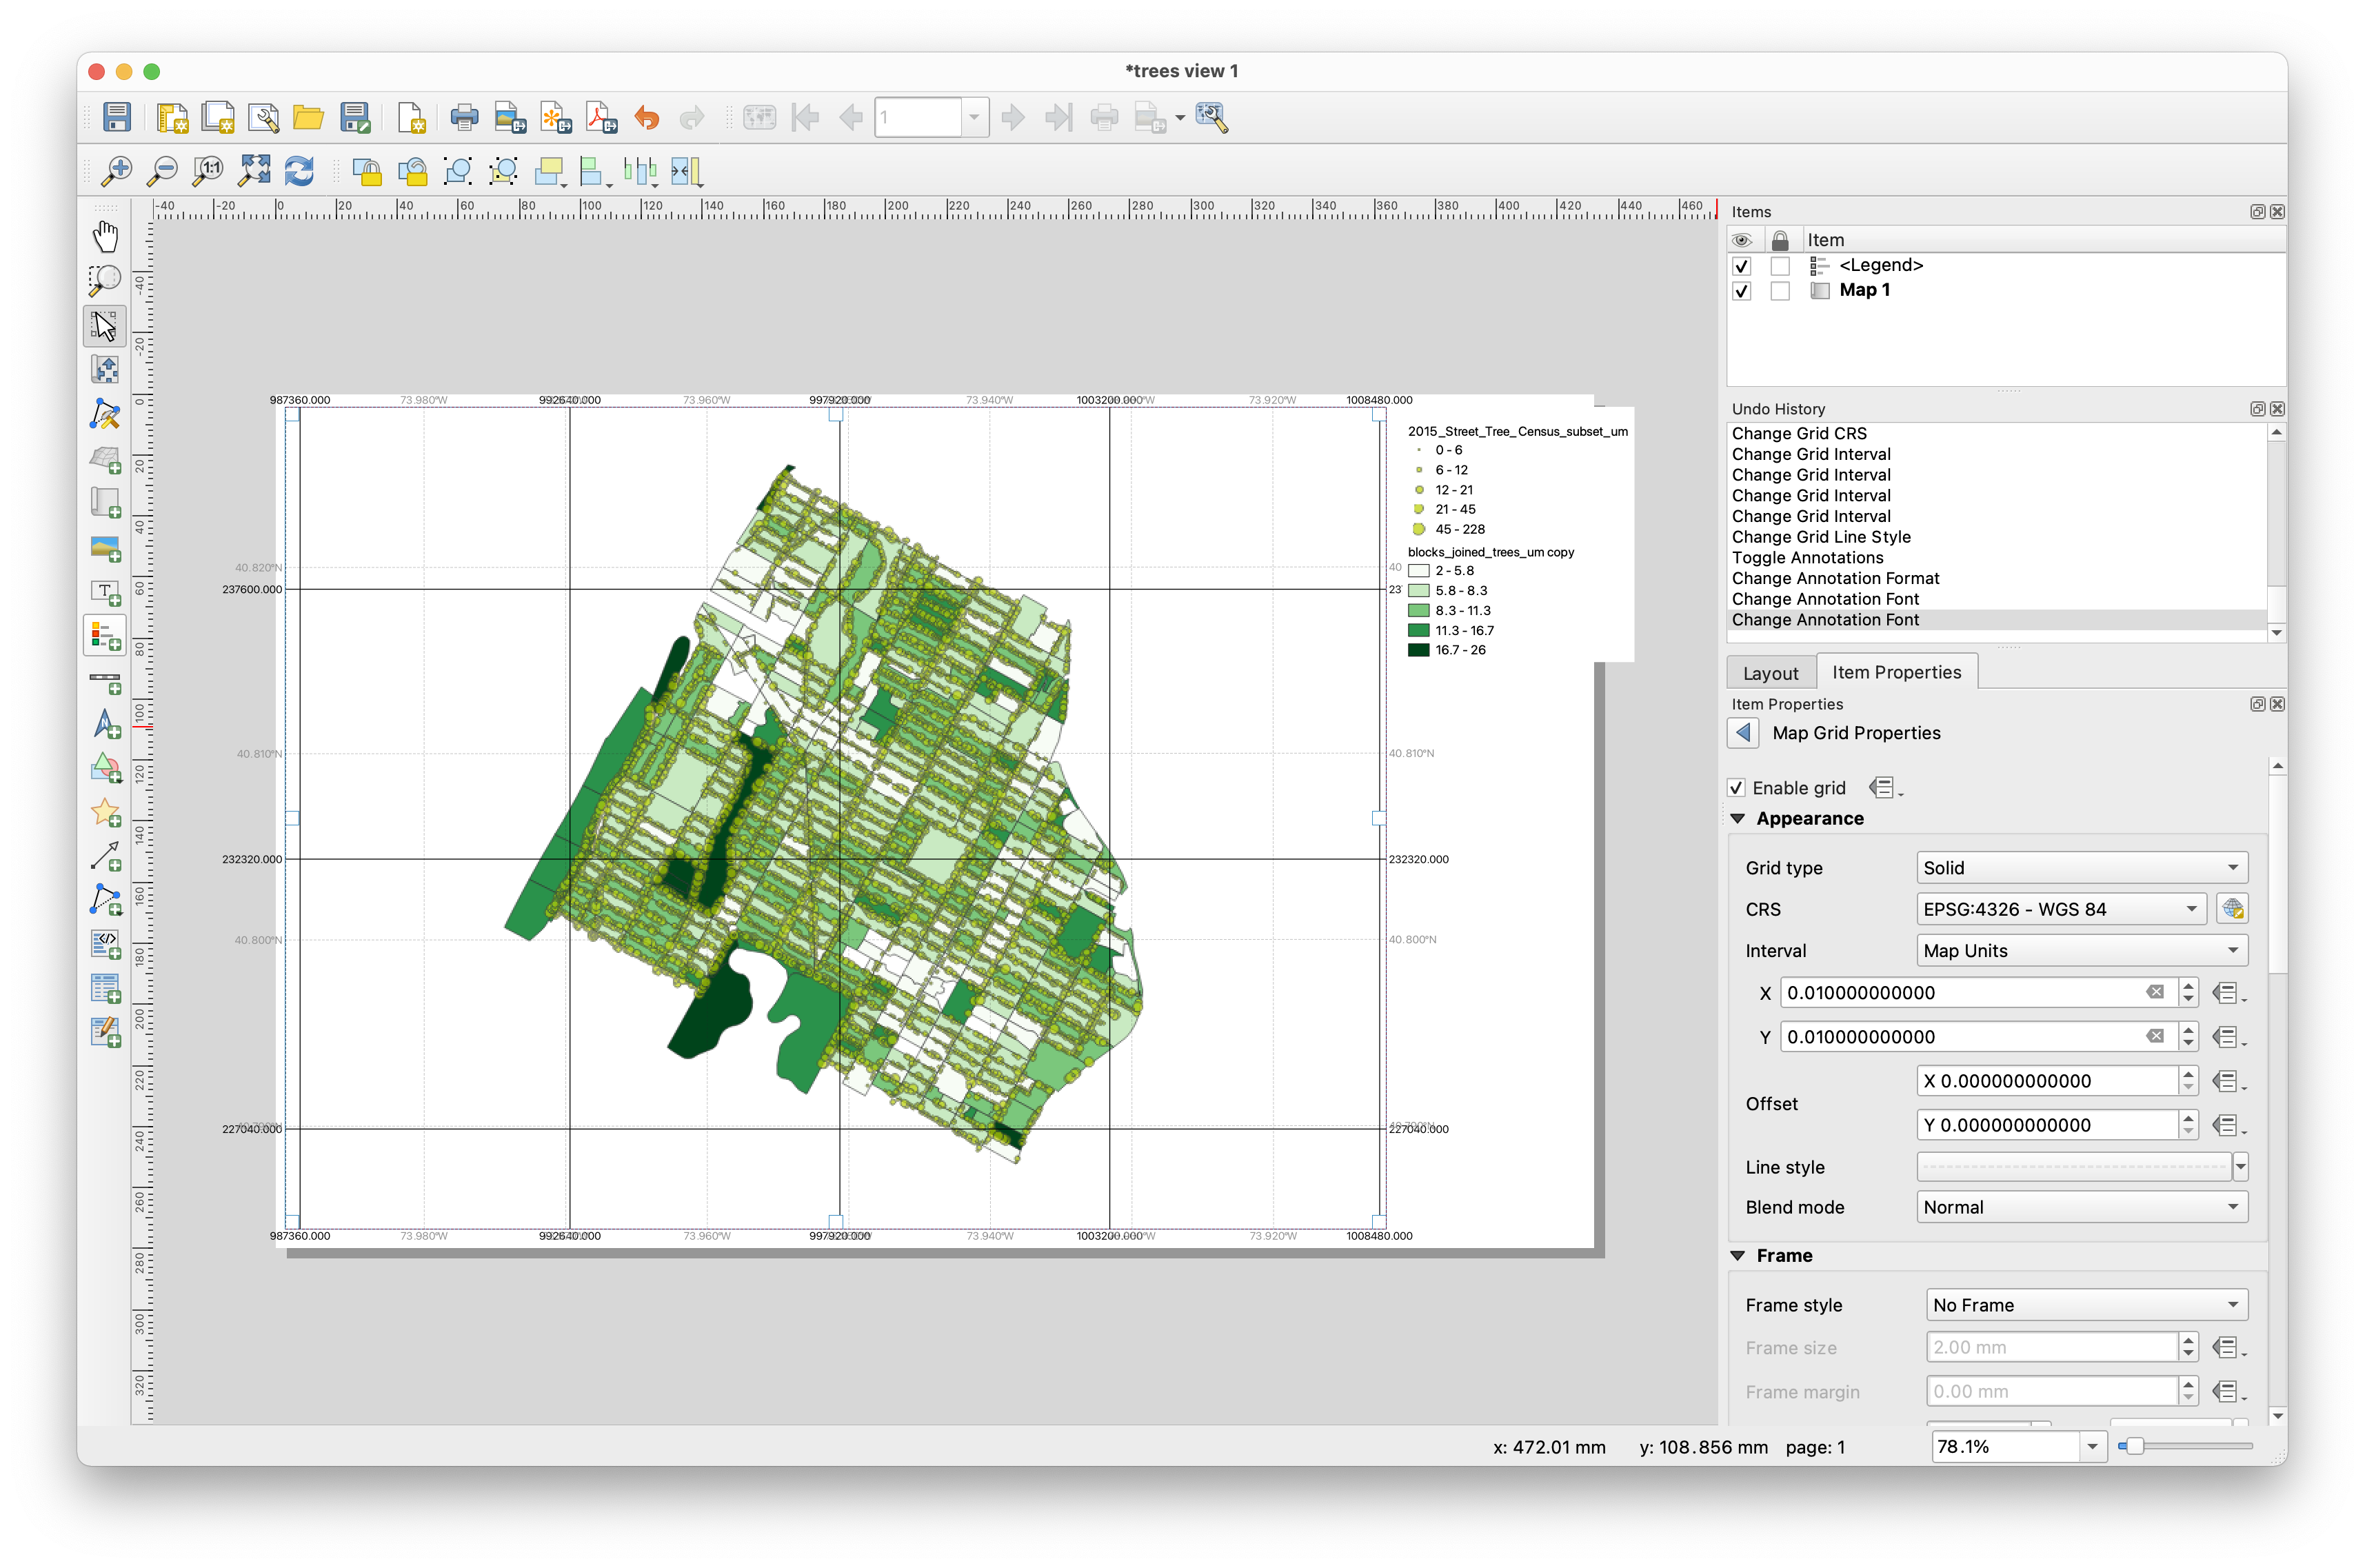 *trees view 1
1
1:1
-40 -20 0 20 40 60 80 100 120 140 160 180 200 220 240 260 280 300 320 340 360 380 400 420 440 460
-40
-20
0
20
40
60
80
100
120
140
160
180
200
220
240
260
280
300
320
T
N
987360.000 73.980°W 992640.000 73.960°W 997920.000 73.940°W 1003200.000 73.920°W 1008480.000
40.820°N
40
237600.000
23
40.810°N
40.810°N
232320.000
232320.000
40.800°N
40.800°N
227040.000
227040.000
987360.000 73.980°W 992640.000 73.960°W 997920.000 73.940°W 1003200.000 73.920°W 1008480.000
2015_Street_Tree_Census_subset_um
0 - 6
6 - 12
12 - 21
21 - 45
45 - 228
blocks_joined_trees_um copy
2 - 5.8
5.8 - 8.3
8.3 - 11.3
11.3 - 16.7
16.7 - 26
Items
Item
<Legend>
Map 1
Undo History
Change Grid CRS
Change Grid Interval
Change Grid Interval
Change Grid Interval
Change Grid Interval
Change Grid Line Style
Toggle Annotations
Change Annotation Format
Change Annotation Font
Change Annotation Font
Layout Item Properties
Item Properties
Map Grid Properties
Enable grid
Appearance
Grid type Solid
CRS EPSG:4326 - WGS 84
Interval Map Units
X 0.010000000000
Y 0.010000000000
Offset
X 0.000000000000
Y 0.000000000000
Line style
Blend mode Normal
Frame
Frame style No Frame
Frame size 2.00 mm
Frame margin 0.00 mm
x: 472.01 mm y: 108.856 mm page: 1 78.1%